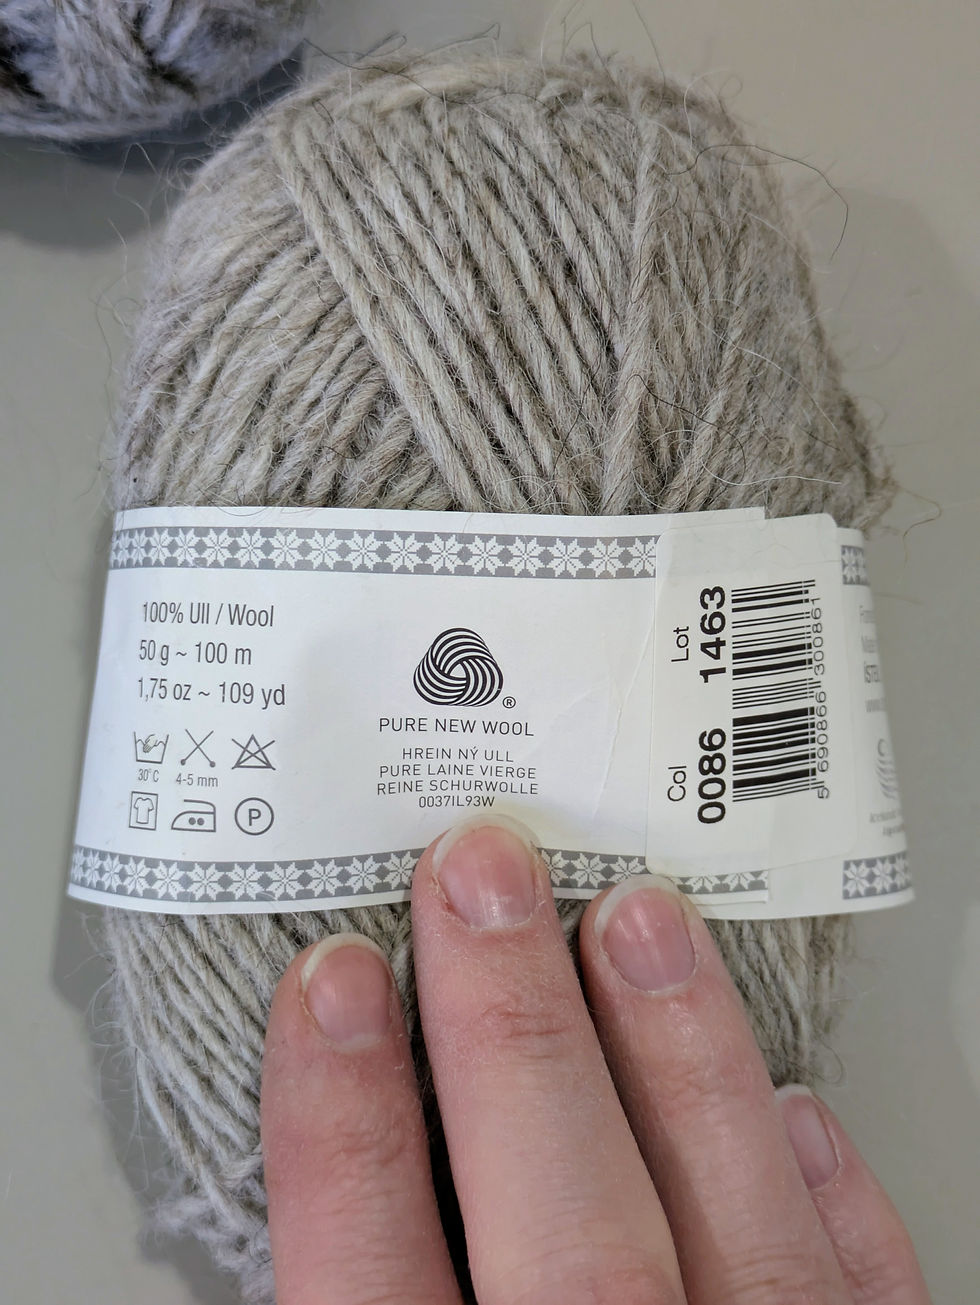 100% Ull / Wool
50 g ~ 100 m
1,75 oz ~ 109 yd
30°C
4-5 mm
P
®
PURE NEW WOOL
HREIN NÝ ULL
PURE LAINE VIERGE
REINE SCHURWOLLE
0037IL93W
Lot 1463
Col 0086
5 690866 300861